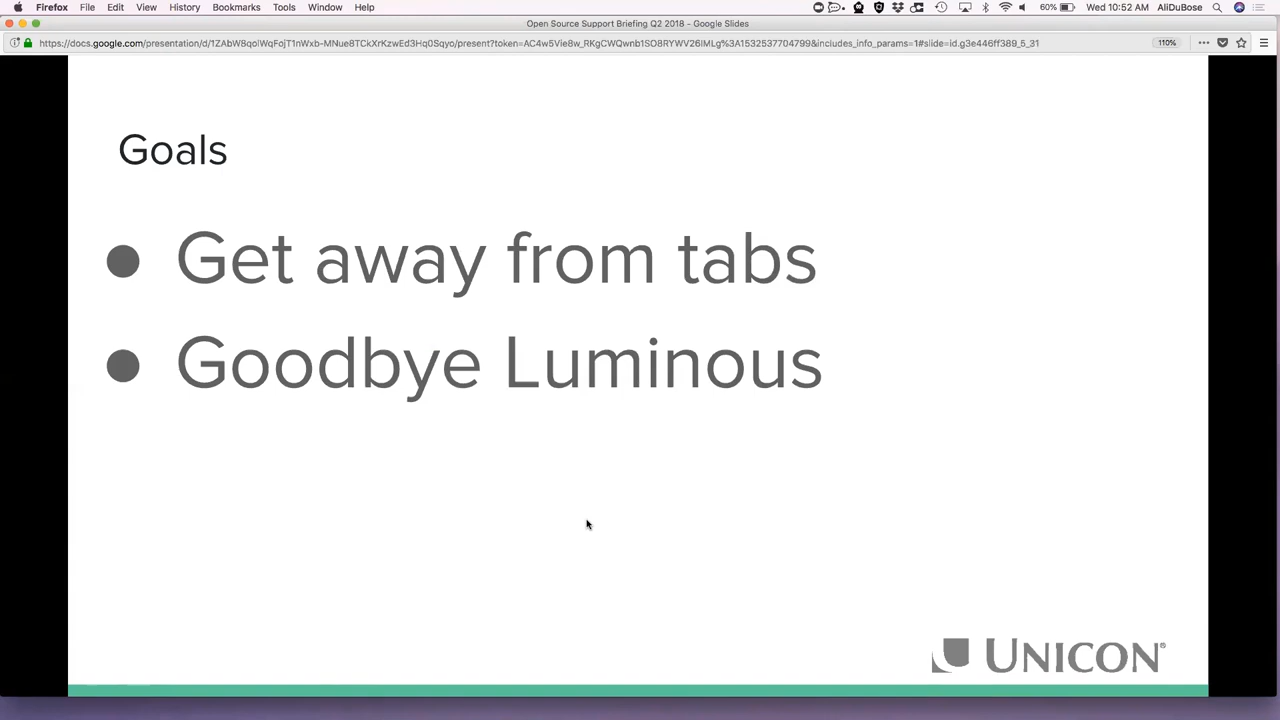 Firefox File Edit View History Bookmarks Tools Window Help 60% Wed 10:52 AM AliDuBose
Open Source Support Briefing Q2 2018 - Google Slides
110%
Goals
● Get away from tabs
● Goodbye Luminous
UNICON®